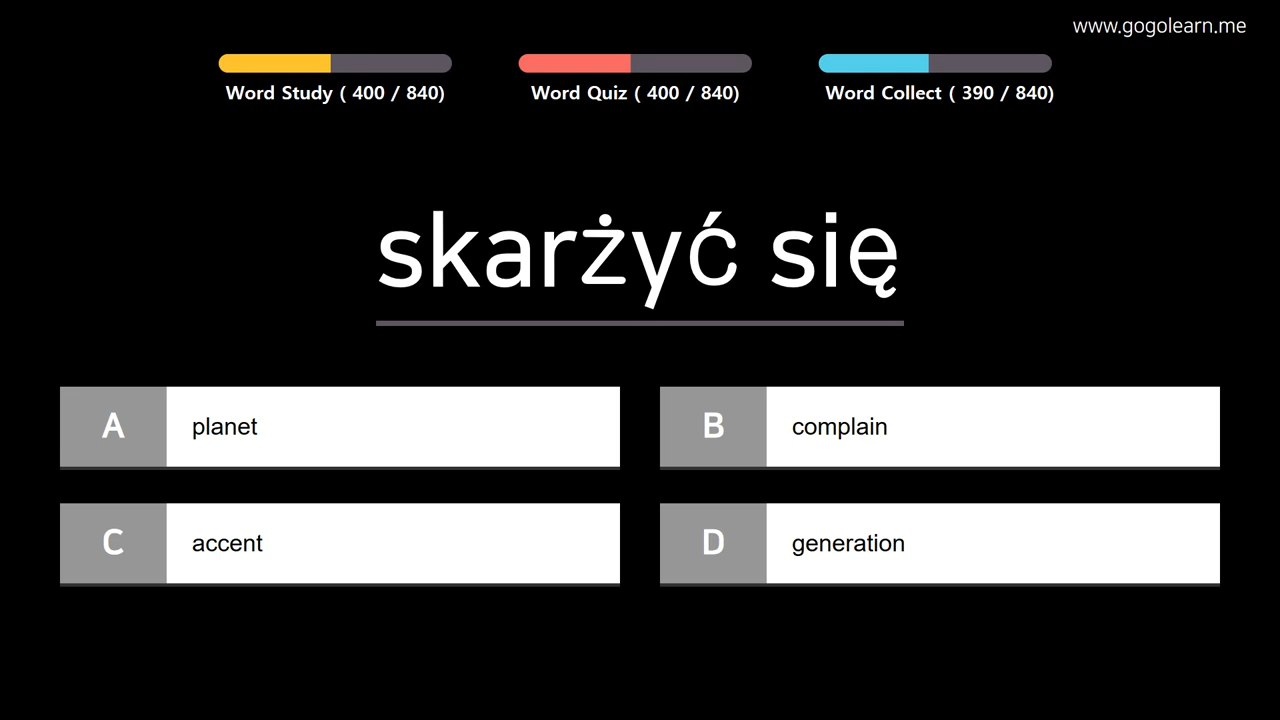 www.gogolearn.me
Word Study ( 400 / 840)
Word Quiz ( 400 / 840)
Word Collect ( 390 / 840)
skarżyć się
A planet
B complain
C accent
D generation